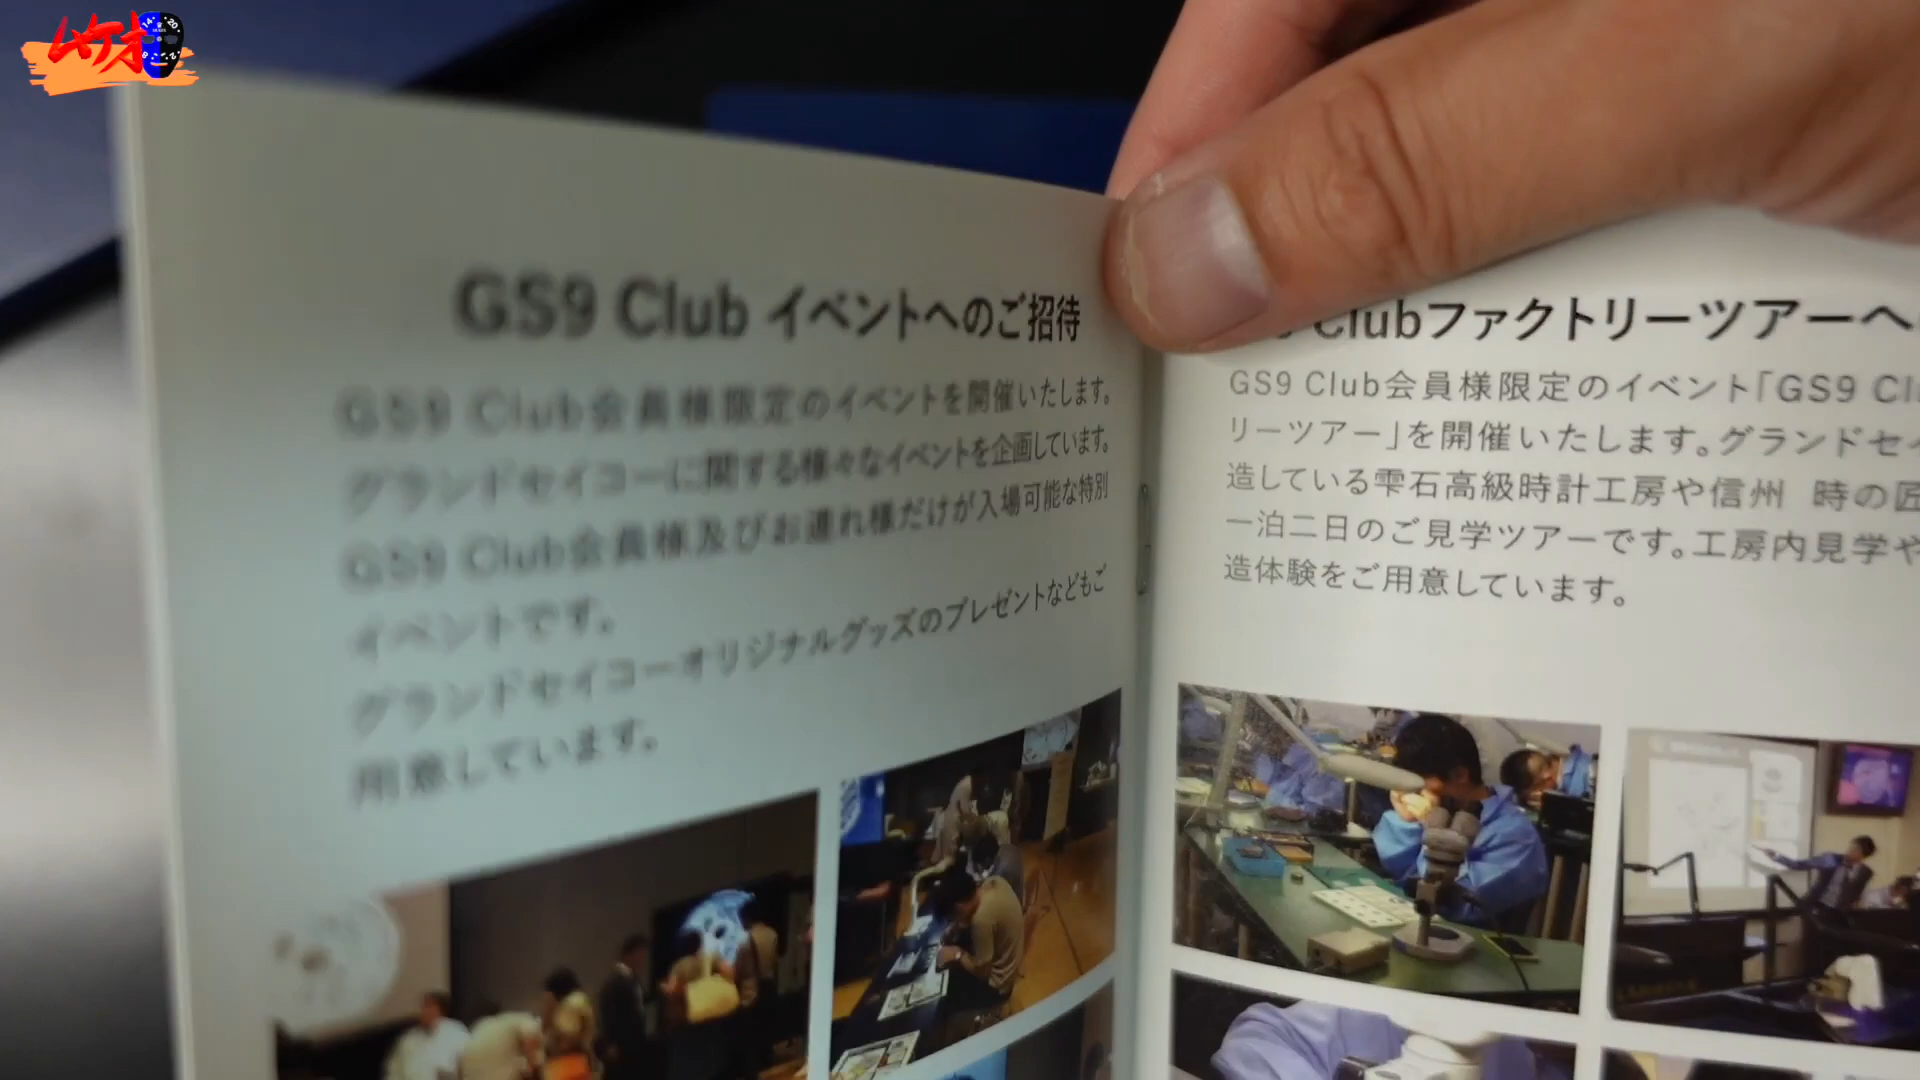 ムケオ
GS9 Club イベントへのご招待
GS9 Club会員様限定のイベントを開催いたします。
グランドセイコーに関する様々なイベントを企画しています。
GS9 Club会員様及びお連れ様だけが入場可能な特別
イベントです。
グランドセイコーオリジナルグッズのプレゼントなどもご
用意しています。
Clubファクトリーツアーへ
GS9 Club会員様限定のイベント「GS9 Cl
リーツアー」を開催いたします。グランドセイ
造している雫石高級時計工房や信州 時の匠
一泊二日のご見学ツアーです。工房内見学や
造体験をご用意しています。